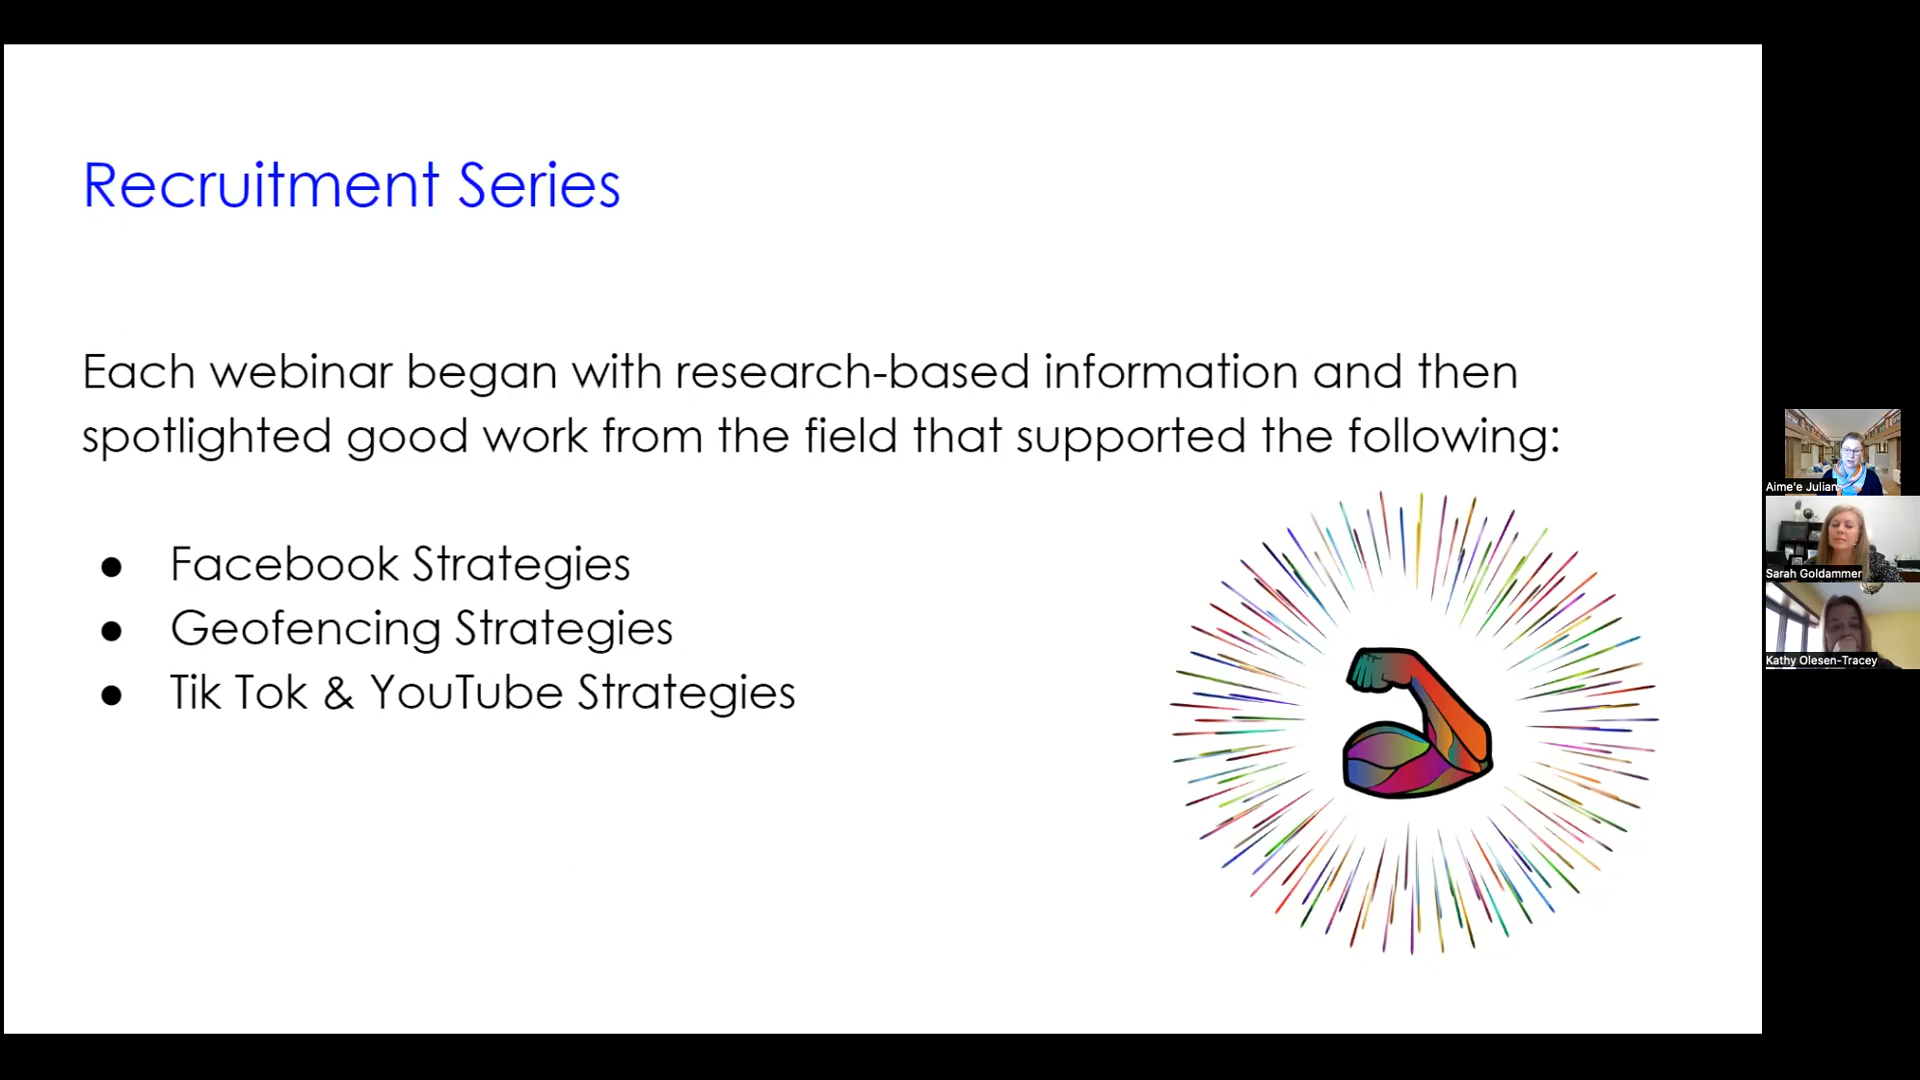 Recruitment Series
Each webinar began with research-based information and then
spotlighted good work from the field that supported the following:
● Facebook Strategies
● Geofencing Strategies
● Tik Tok & YouTube Strategies
Aime'e Julian
Sarah Goldammer
Kathy Olesen-Tracey